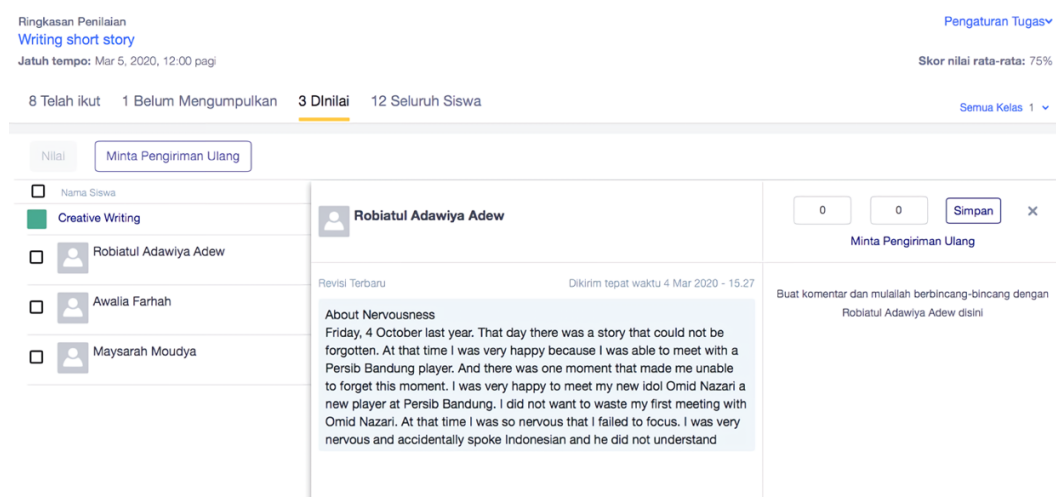 Ringkasan Penilaian
Pengaturan Tugas
Writing short story
Jatuh tempo: Mar 5, 2020, 12:00 pagi
Skor nilai rata-rata: 75%
8 Telah ikut 1 Belum Mengumpulkan 3 DInilai 12 Seluruh Siswa
Semua Kelas 1
Nilai Minta Pengiriman Ulang
Nama Siswa
Creative Writing
Robiatul Adawiya Adew
Awalia Farhah
Maysarah Moudya
Robiatul Adawiya Adew
Revisi Terbaru Dikirim tepat waktu 4 Mar 2020 - 15.27
About Nervousness
Friday, 4 October last year. That day there was a story that could not be
forgotten. At that time I was very happy because I was able to meet with a
Persib Bandung player. And there was one moment that made me unable
to forget this moment. I was very happy to meet my new idol Omid Nazari a
new player at Persib Bandung. I did not want to waste my first meeting with
Omid Nazari. At that time I was so nervous that I failed to focus. I was very
nervous and accidentally spoke Indonesian and he did not understand
0 0 Simpan ×
Minta Pengiriman Ulang
Buat komentar dan mulailah berbincang-bincang dengan
Robiatul Adawiya Adew disini